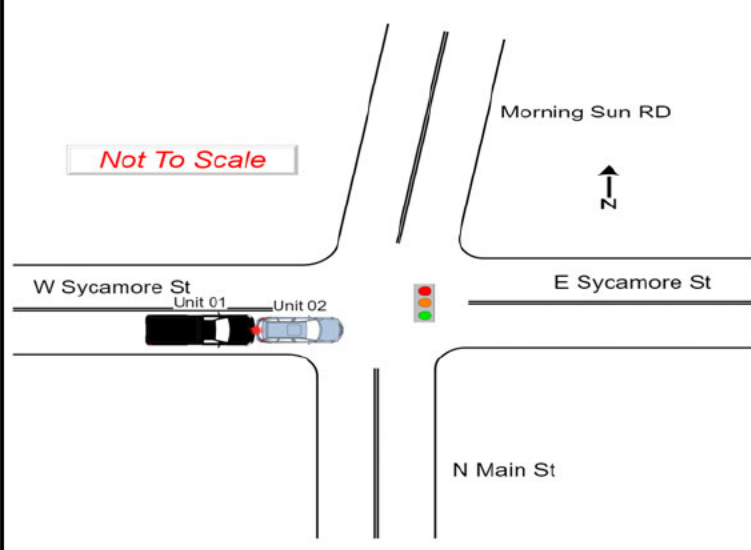 Morning Sun RD
Not To Scale
N
W Sycamore St
E Sycamore St
Unit 01
Unit 02
N Main St